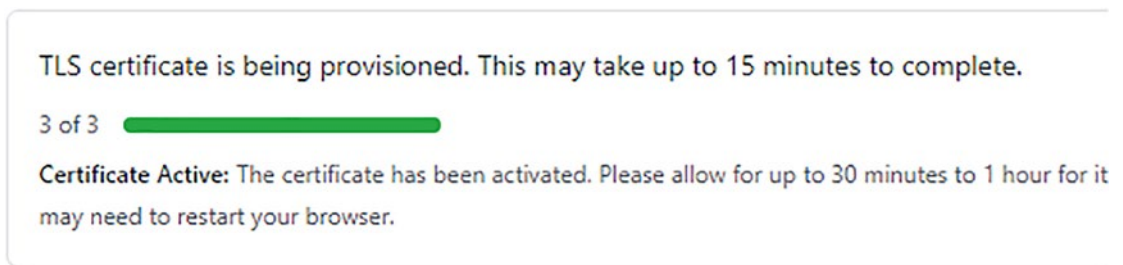 TLS certificate is being provisioned. This may take up to 15 minutes to complete.
3 of 3
Certificate Active: The certificate has been activated. Please allow for up to 30 minutes to 1 hour for it
may need to restart your browser.